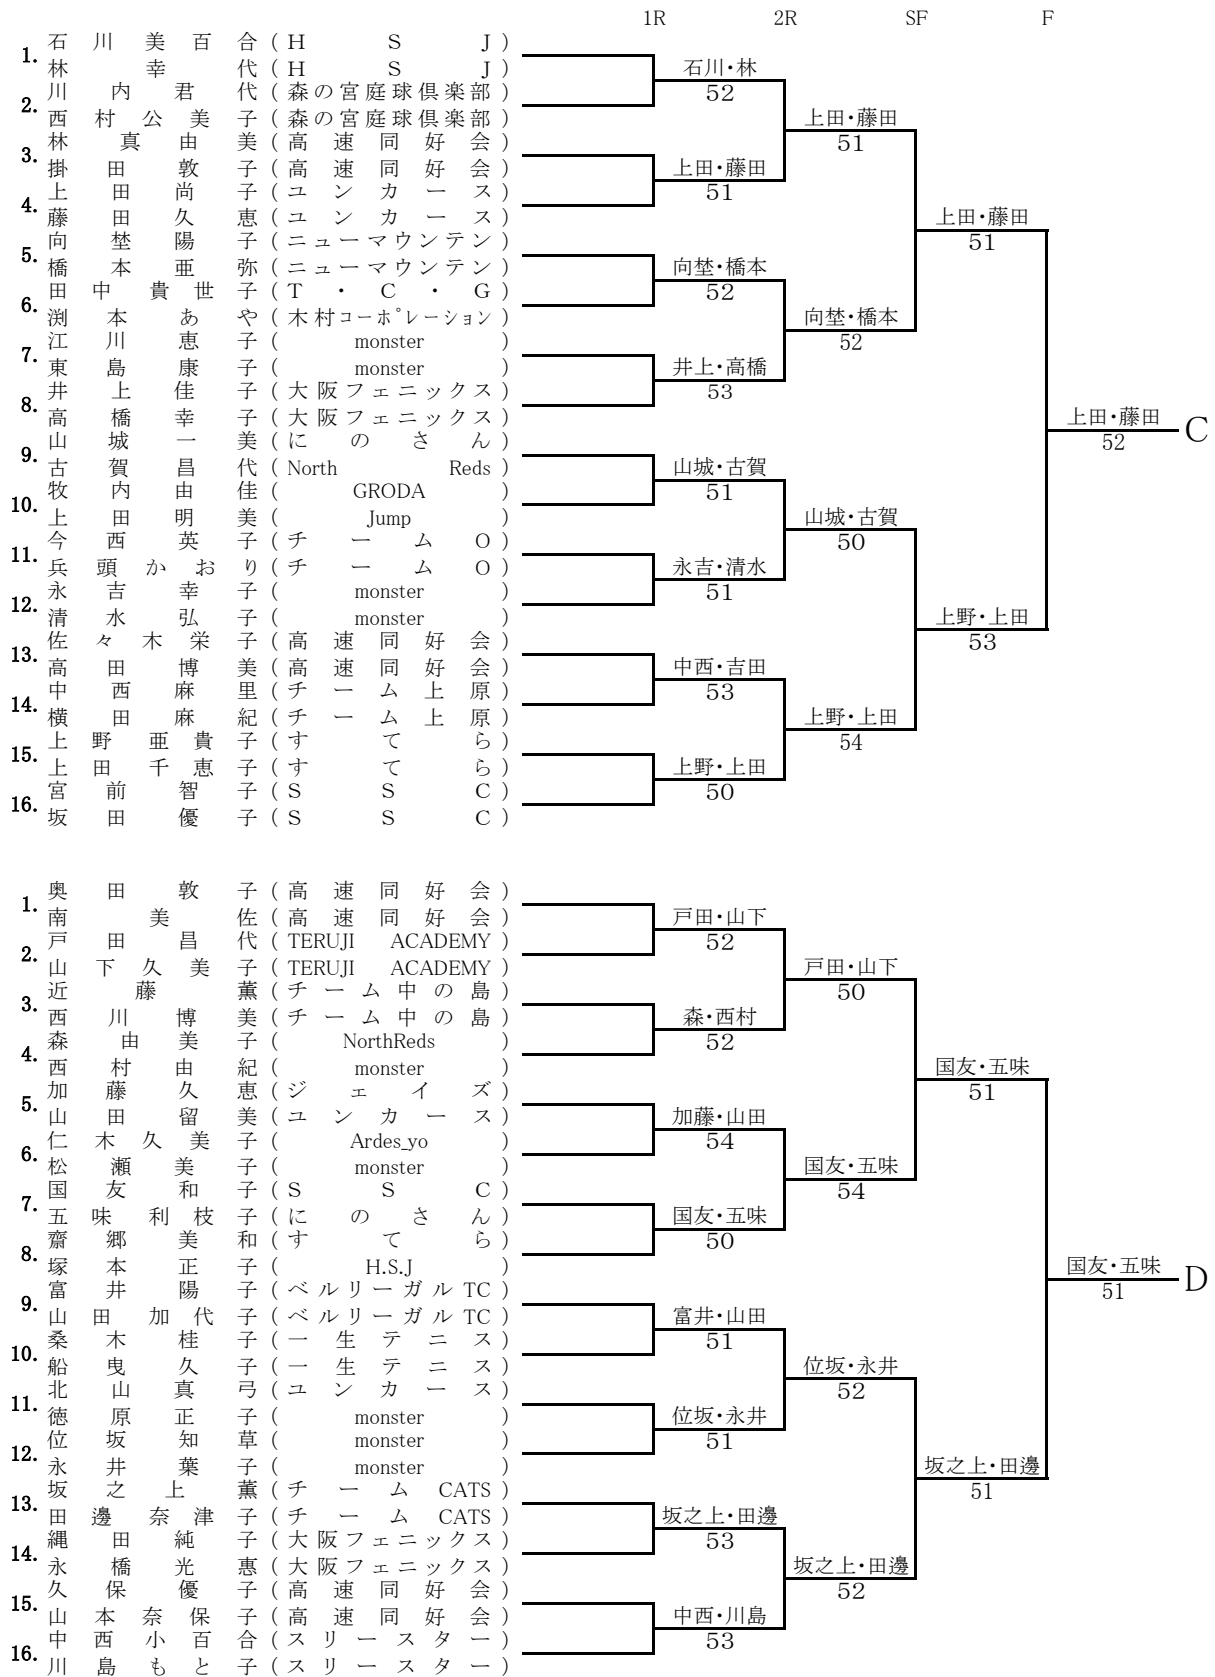 1R 2R SF F
1. 石川美百合(HSJ)
林幸代(HSJ)
石川・林
52
2. 川内君代(森の宮庭球倶楽部)
西村公美子(森の宮庭球倶楽部)
上田・藤田
51
3. 林真由美(高速同好会)
掛田敦子(高速同好会)
上田・藤田
51
4. 上田尚子(ユンカース)
藤田久恵(ユンカース)
上田・藤田
51
5. 向埜陽子(ニューマウンテン)
橋本亜弥(ニューマウンテン)
向埜・橋本
52
6. 田中貴世子(T・C・G)
渕本あや(木村コーポレーション)
向埜・橋本
52
7. 江川恵子(monster)
東島康子(monster)
井上・高橋
53
8. 井上佳子(大阪フェニックス)
高橋幸子(大阪フェニックス)
上田・藤田
52
C
9. 山城一美(にのさん)
古賀昌代(North Reds)
山城・古賀
51
10. 牧内由佳(GRODA)
上田明美(Jump)
山城・古賀
50
11. 今西英子(チームO)
兵頭かおり(チームO)
永吉・清水
51
12. 永吉幸子(monster)
清水弘子(monster)
上野・上田
53
13. 佐々木栄子(高速同好会)
高田博美(高速同好会)
中西・吉田
53
14. 中西麻里(チーム上原)
横田麻紀(チーム上原)
上野・上田
54
15. 上野亜貴子(すてら)
上田千恵子(すてら)
上野・上田
50
16. 宮前智子(SSC)
坂田優子(SSC)
1. 奥田敦子(高速同好会)
南美佐(高速同好会)
戸田・山下
52
2. 戸田昌代(TERUJI ACADEMY)
山下久美子(TERUJI ACADEMY)
戸田・山下
50
3. 近藤薫(チーム中の島)
西川博美(チーム中の島)
森・西村
52
4. 森由美子(NorthReds)
西村由紀(monster)
国友・五味
51
5. 加藤久恵(ジェイズ)
山田留美(ユンカース)
加藤・山田
54
6. 仁木久美子(Ardes_yo)
松瀬美子(monster)
国友・五味
54
7. 国友和子(SSC)
五味利枝子(にのさん)
国友・五味
50
8. 齋郷美和(すてら)
塚本正子(H.S.J)
国友・五味
51
D
9. 富井陽子(ベルリーガルTC)
山田加代子(ベルリーガルTC)
富井・山田
51
10. 桑木桂子(一生テニス)
船曳久子(一生テニス)
位坂・永井
52
11. 北山真弓(ユンカース)
徳原正子(monster)
位坂・永井
51
12. 位坂知草(monster)
永井葉子(monster)
坂之上・田邊
51
13. 坂之上薫(チームCATS)
田邊奈津子(チームCATS)
坂之上・田邊
53
14. 縄田純子(大阪フェニックス)
永橋光惠(大阪フェニックス)
坂之上・田邊
52
15. 久保優子(高速同好会)
山本奈保子(高速同好会)
中西・川島
53
16. 中西小百合(スリースター)
川島もと子(スリースター)